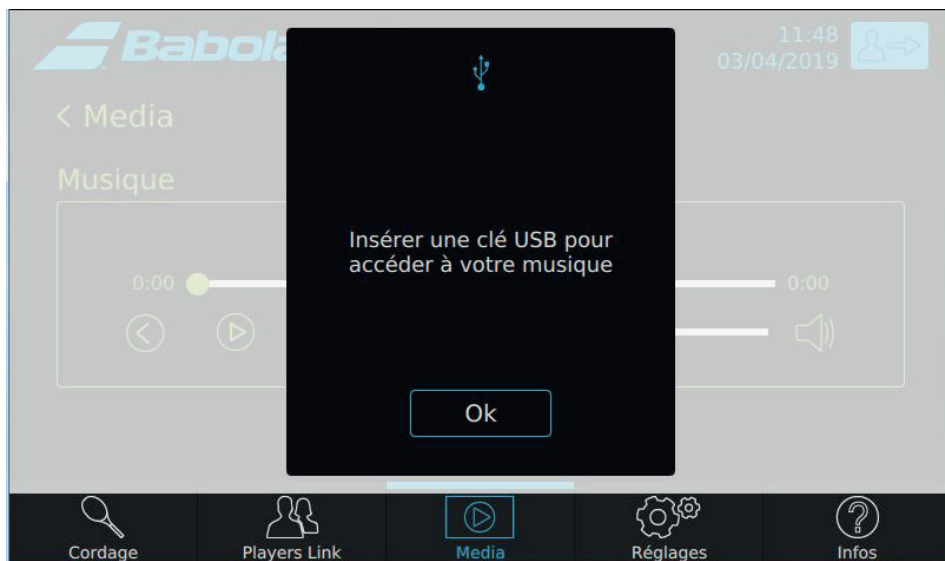 11:48
03/04/2019
< Media
Musique
Insérer une clé USB pour
accéder à votre musique
0:00
0:00
Ok
Cordage
Players Link
Media
Réglages
Infos